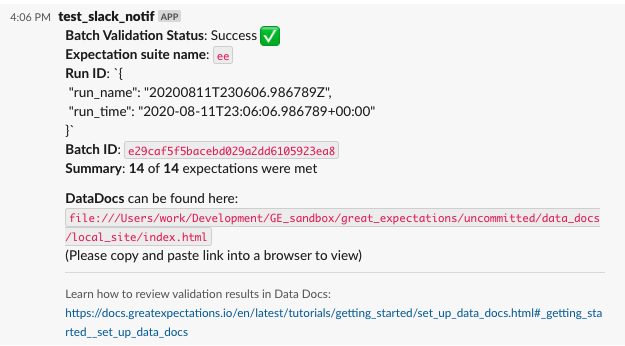 4:06 PM test_slack_notif APP
Batch Validation Status: Success ✅
Expectation suite name: ee
Run ID: `{
"run_name": "20200811T230606.986789Z",
"run_time": "2020-08-11T23:06:06.986789+00:00"
}`
Batch ID: e29caf5f5bacebd029a2dd6105923ea8
Summary: 14 of 14 expectations were met
DataDocs can be found here:
file:///Users/work/Development/GE_sandbox/great_expectations/uncommitted/data_docs
/local_site/index.html
(Please copy and paste link into a browser to view)
Learn how to review validation results in Data Docs:
https://docs.greatexpectations.io/en/latest/tutorials/getting_started/set_up_data_docs.html#_getting_sta
rted__set_up_data_docs